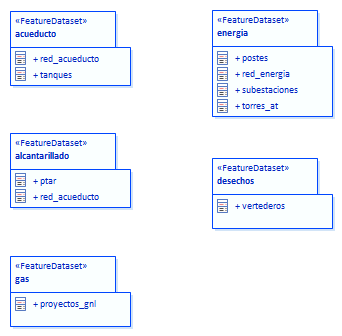 «FeatureDataset»
acueducto
+ red_acueducto
+ tanques
«FeatureDataset»
energia
+ postes
+ red_energia
+ subestaciones
+ torres_at
«FeatureDataset»
alcantarillado
+ ptar
+ red_acueducto
«FeatureDataset»
desechos
+ vertederos
«FeatureDataset»
gas
+ proyectos_gnl